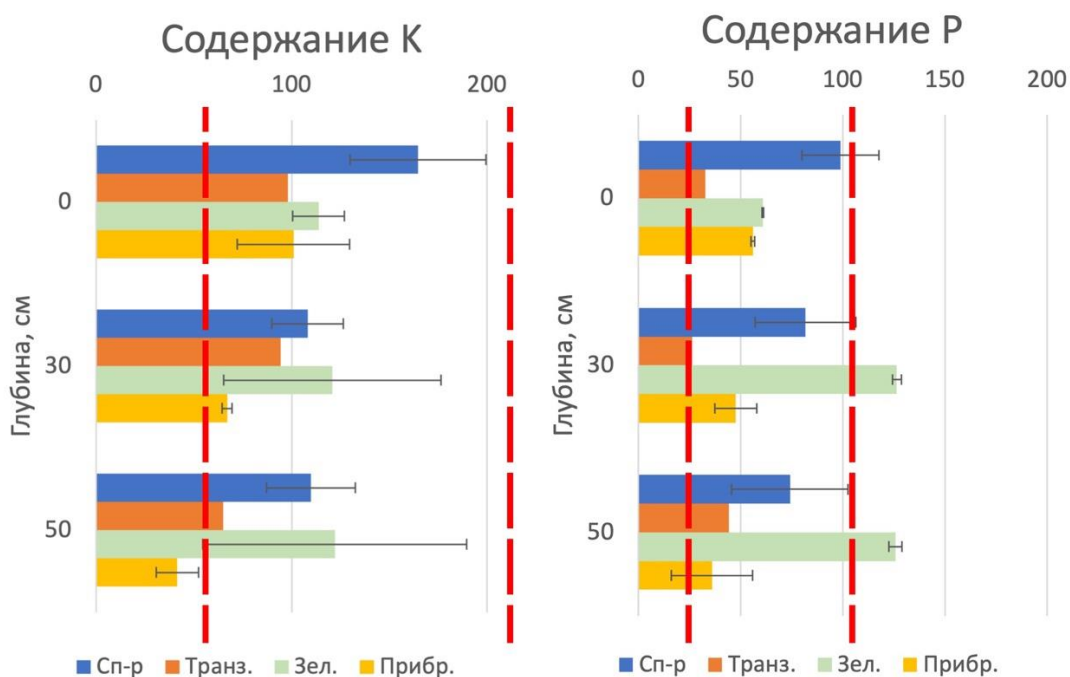 Содержание K
0 100 200
Глубина, см
0
30
50
Сп-р Транз. Зел. Прибр.
Содержание P
0 50 100 150 200
Глубина, см
0
30
50
Сп-р Транз. Зел. Прибр.